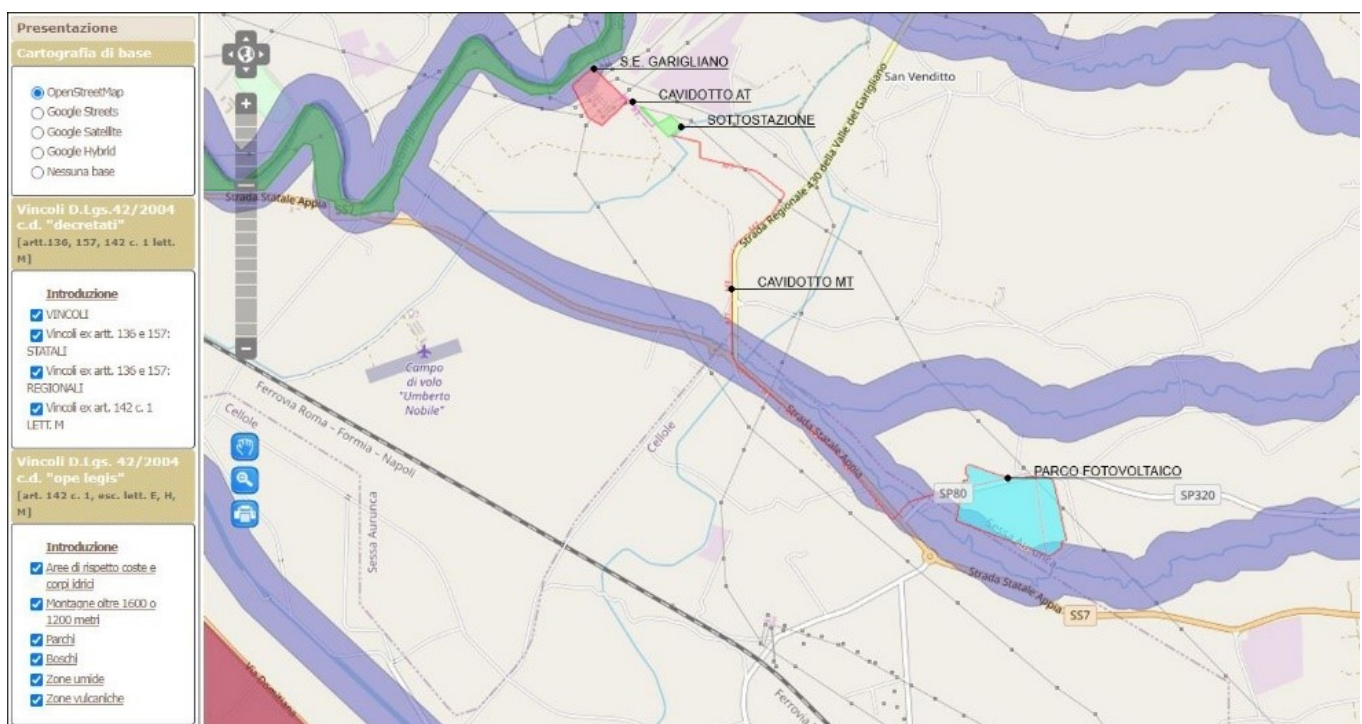 Presentazione
Cartografia di base
OpenStreetMap
Google Streets
Google Satellite
Google Hybrid
Nessuna base
Vincoli D.Lgs.42/2004
c.d. "decretati"
[artt.136, 157, 142 c. 1 lett.
M]
Introduzione
VINCOLI
Vincoli ex artt. 136 e 157:
STATALI
Vincoli ex artt. 136 e 157:
REGIONALI
Vincoli ex art. 142 c. 1
LETT. M
Vincoli D.Lgs. 42/2004
c.d. "ope legis"
[art. 142 c. 1, esc. lett. E, H,
M]
Introduzione
Aree di rispetto coste e
corpi idrici
Montagne oltre 1600 o
1200 metri
Parchi
Boschi
Zone umide
Zone vulcaniche
S.E. GARIGLIANO
CAVIDOTTO AT
SOTTOSTAZIONE
San Venditto
Strada Regionale 430 della Valle del Garigliano
Strada Statale Appia
SS7
CAVIDOTTO MT
Campo
di volo
"Umberto
Nobile"
Ferrovia Roma – Formia – Napoli
Cellole
Sessa Aurunca
Cellole
Strada Statale Appia
PARCO FOTOVOLTAICO
SP80
SP320
Sessa Aurunca
Strada Statale Appia
SS7
Via Domitiana
Ferrovia